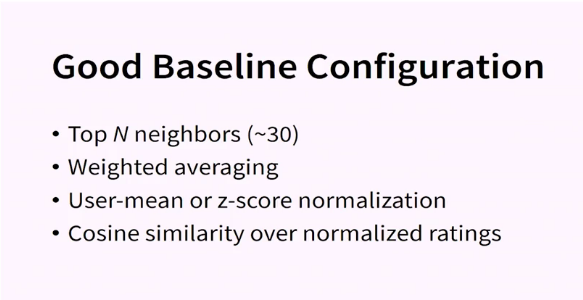 Good Baseline Configuration
• Top N neighbors (~30)
• Weighted averaging
• User-mean or z-score normalization
• Cosine similarity over normalized ratings